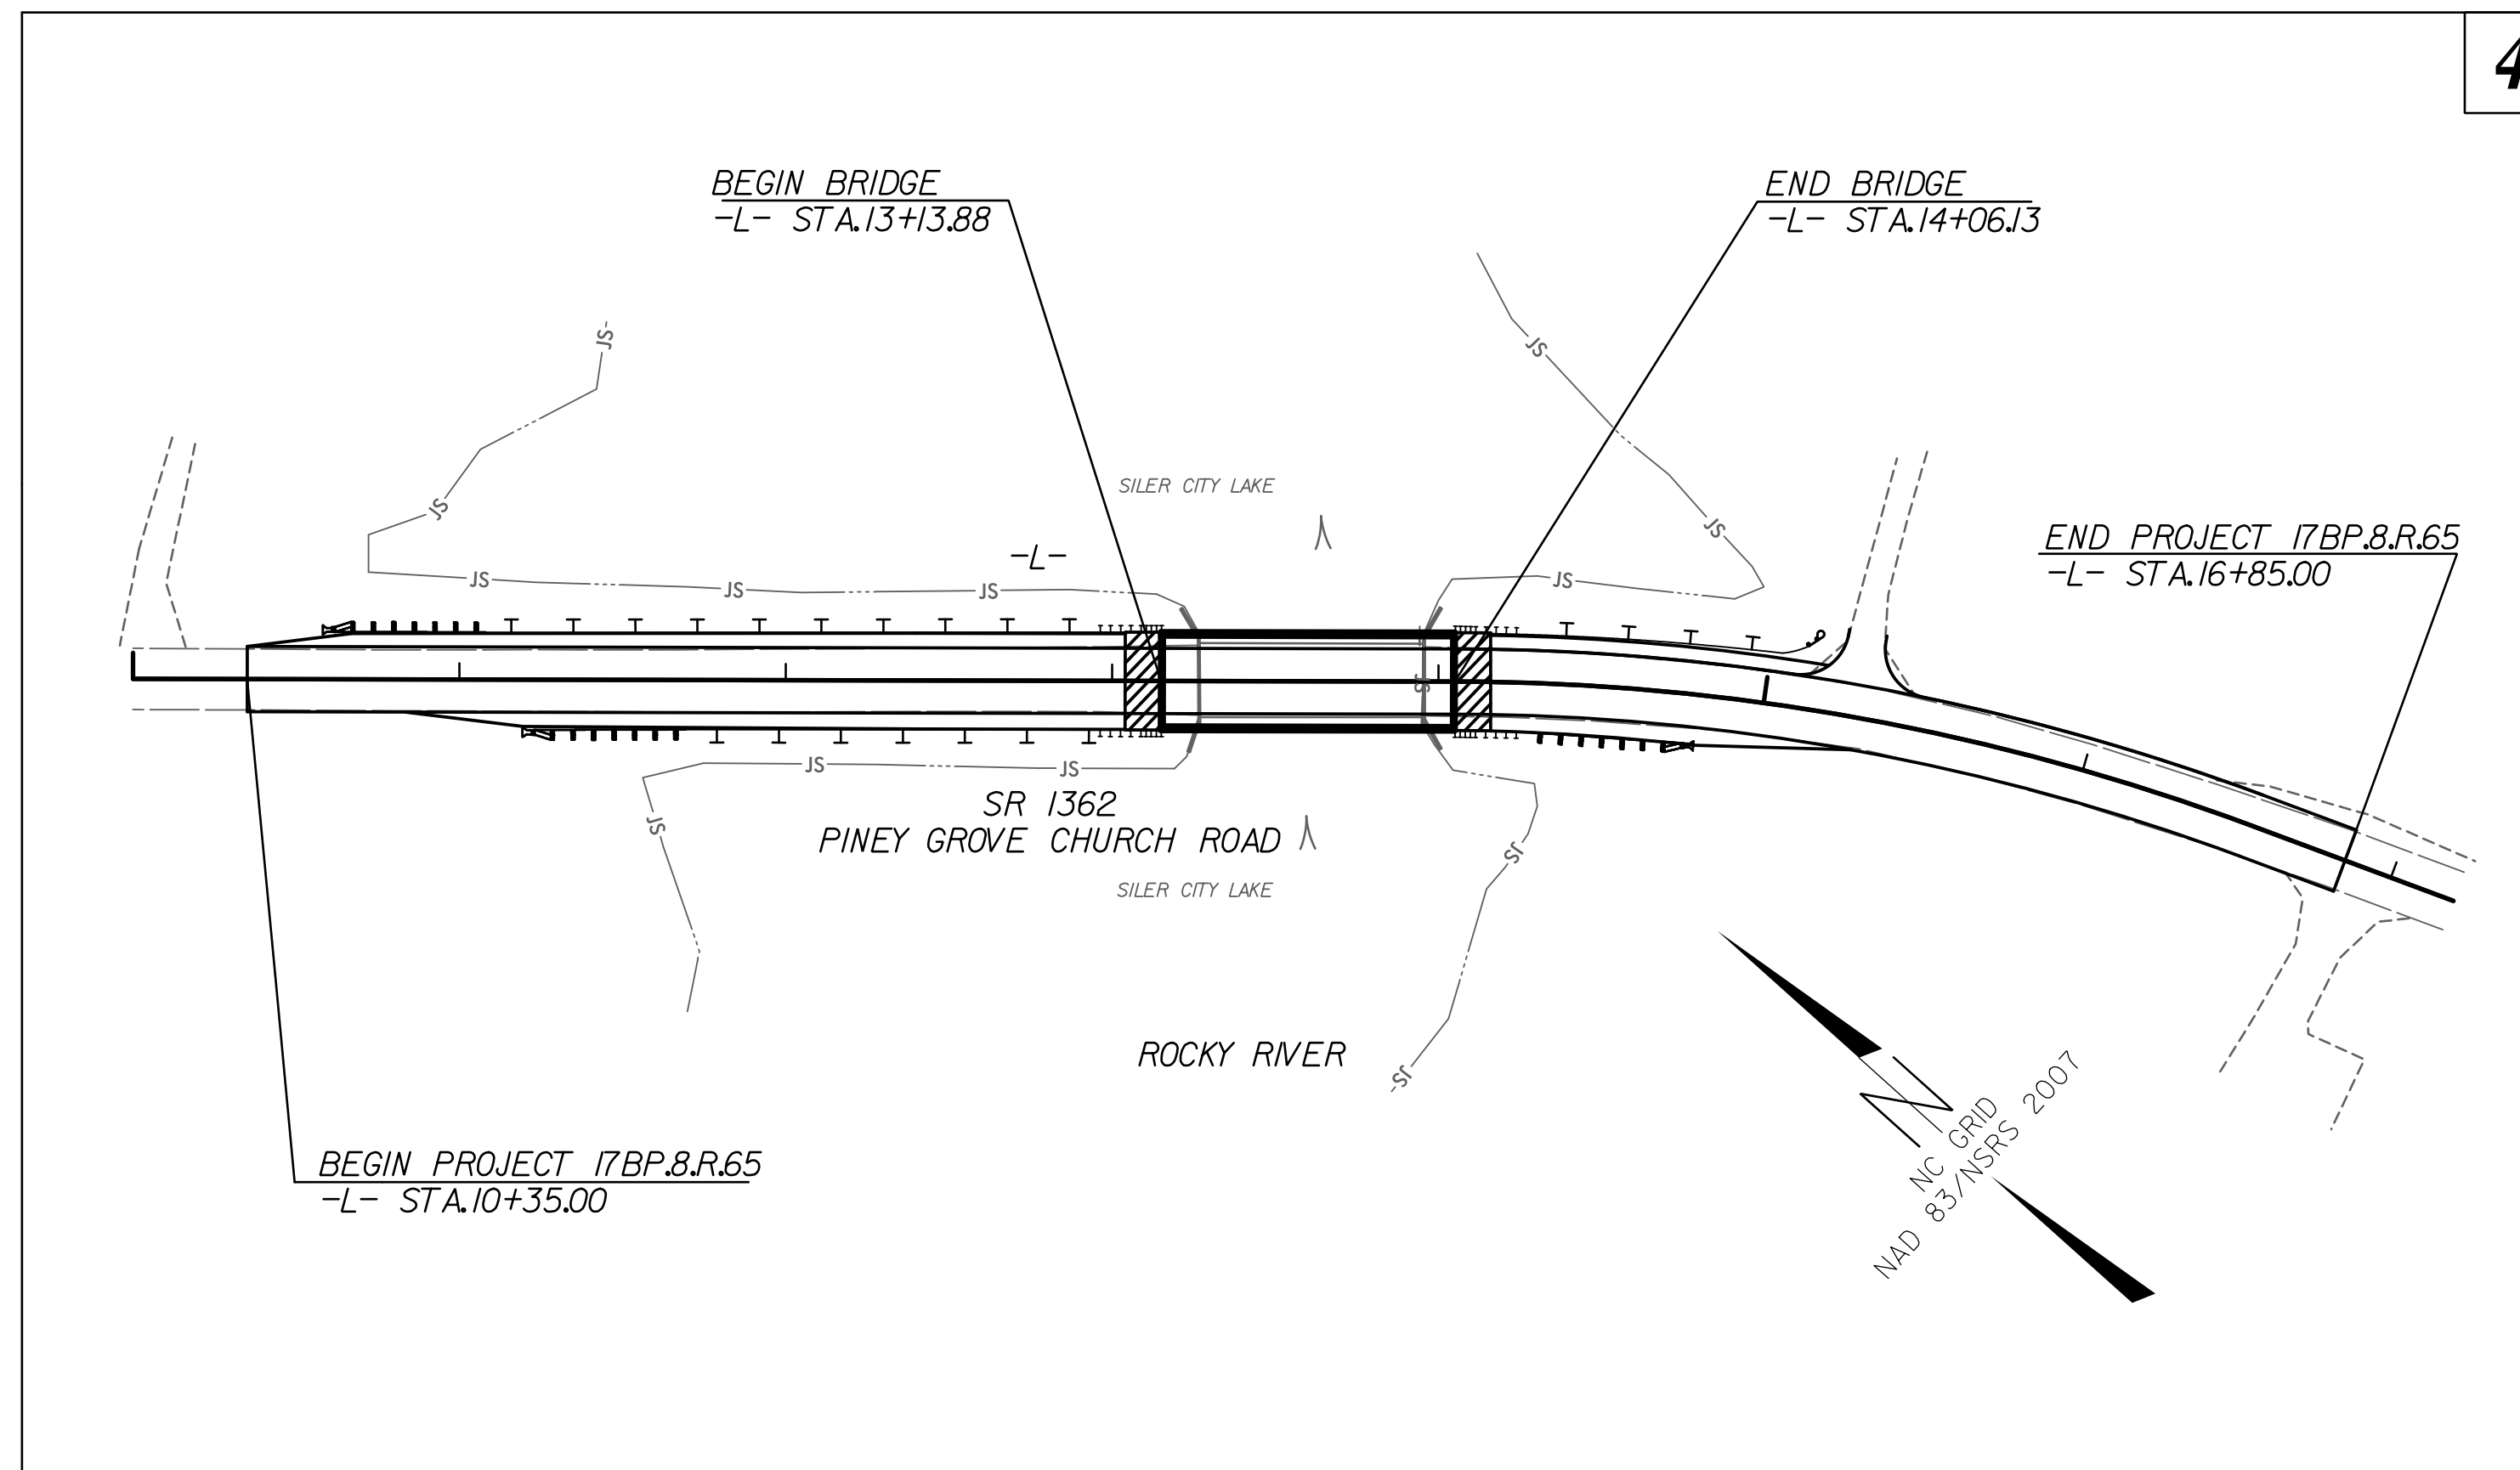 4
BEGIN BRIDGE
-L- STA.13+13.88
END BRIDGE
-L- STA.14+06.13
JS
JS
JS
SILER CITY LAKE
JS
JS
END PROJECT 17BP.8.R.65
-L- STA.16+85.00
-L-
JS
JS
JS
JS
JS
JS
JS
SR 1362
PINEY GROVE CHURCH ROAD
JS
JS
SILER CITY LAKE
ROCKY RIVER
JS
NC GRID
NAD 83/NSRS 2007
BEGIN PROJECT 17BP.8.R.65
-L- STA.10+35.00